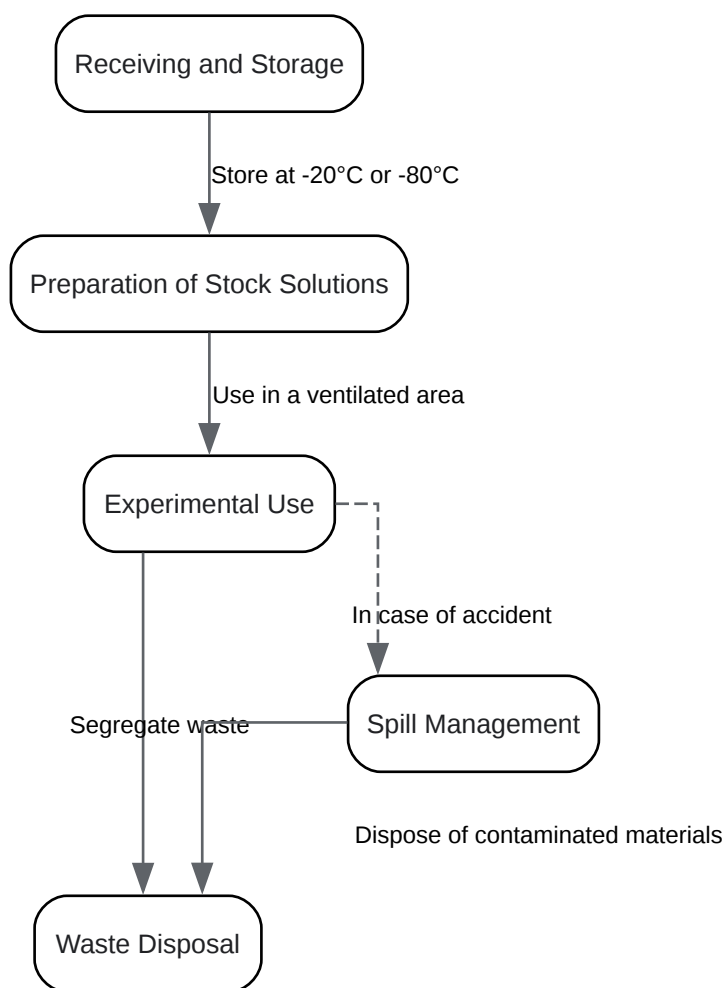 Receiving and Storage
Store at -20°C or -80°C
Preparation of Stock Solutions
Use in a ventilated area
Experimental Use
In case of accident
Segregate waste
Spill Management
Dispose of contaminated materials
Waste Disposal